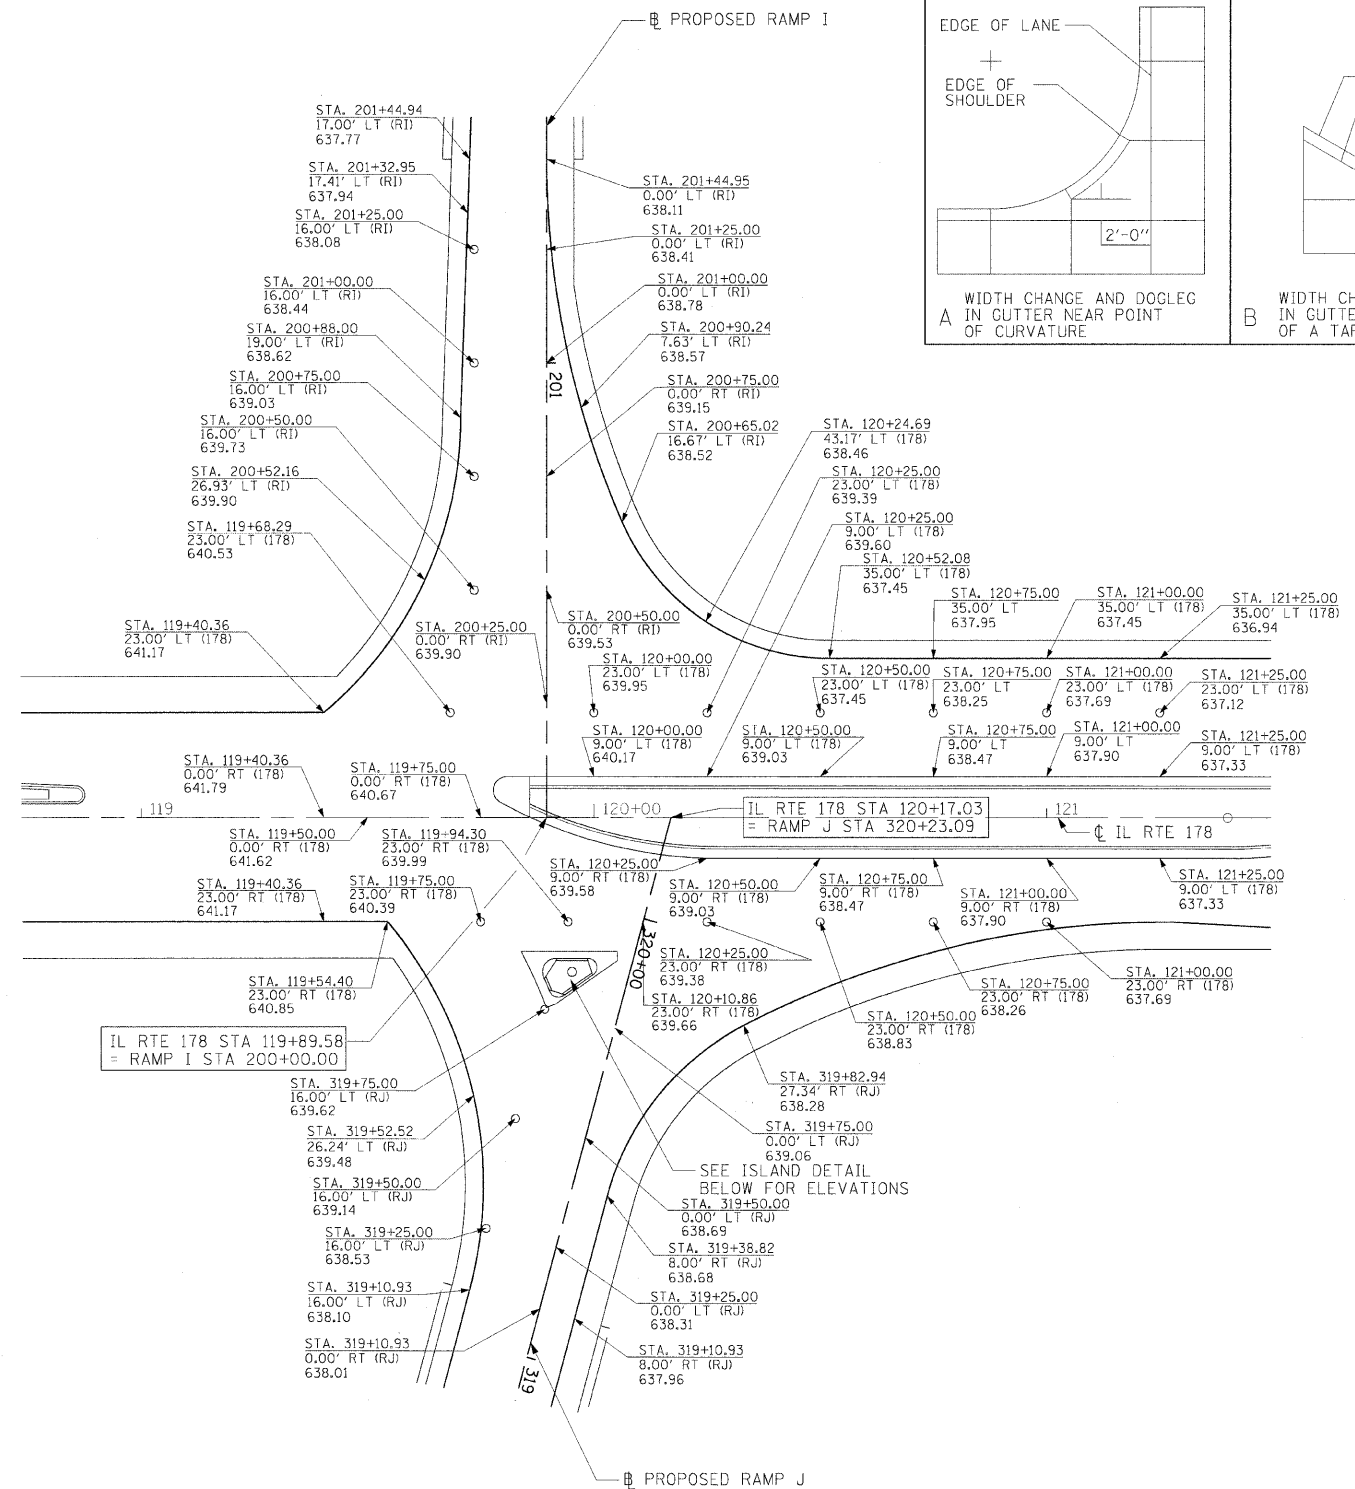 ℄ PROPOSED RAMP I
EDGE OF LANE
EDGE OF
SHOULDER
2'-0"
A
WIDTH CHANGE AND DOGLEG
IN GUTTER NEAR POINT
OF CURVATURE
B
WIDTH CH
IN GUTTE
OF A TAP
STA. 201+44.94
17.00' LT (RI)
637.77
STA. 201+32.95
17.41' LT (RI)
637.94
STA. 201+25.00
16.00' LT (RI)
638.08
STA. 201+00.00
16.00' LT (RI)
638.44
STA. 200+88.00
19.00' LT (RI)
638.62
STA. 200+75.00
16.00' LT (RI)
639.03
STA. 200+50.00
16.00' LT (RI)
639.73
STA. 200+52.16
26.93' LT (RI)
639.90
STA. 119+68.29
23.00' LT (178)
640.53
STA. 119+40.36
23.00' LT (178)
641.17
STA. 201+44.95
0.00' LT (RI)
638.11
STA. 201+25.00
0.00' LT (RI)
638.41
STA. 201+00.00
0.00' LT (RI)
638.78
STA. 200+90.24
7.63' LT (RI)
638.57
201
STA. 200+75.00
0.00' RT (RI)
639.15
STA. 200+65.02
16.67' LT (RI)
638.52
STA. 120+24.69
43.17' LT (178)
638.46
STA. 120+25.00
23.00' LT (178)
639.39
STA. 120+25.00
9.00' LT (178)
639.60
STA. 120+52.08
35.00' LT (178)
637.45
STA. 120+75.00
35.00' LT
637.95
STA. 121+00.00
35.00' LT (178)
637.45
STA. 121+25.00
35.00' LT (178)
636.94
STA. 200+25.00
0.00' RT (RI)
639.90
STA. 200+50.00
0.00' RT (RI)
639.53
STA. 120+00.00
23.00' LT (178)
639.95
STA. 120+50.00
23.00' LT (178)
637.45
STA. 120+75.00
23.00' LT
638.25
STA. 121+00.00
23.00' LT (178)
637.69
STA. 121+25.00
23.00' LT (178)
637.12
STA. 120+00.00
9.00' LT (178)
640.17
STA. 120+50.00
9.00' LT (178)
639.03
STA. 120+75.00
9.00' LT
638.47
STA. 121+00.00
9.00' LT
637.90
STA. 121+25.00
9.00' LT (178)
637.33
STA. 119+40.36
0.00' RT (178)
641.79
STA. 119+75.00
0.00' RT (178)
640.67
119
120+00
IL RTE 178 STA 120+17.03
= RAMP J STA 320+23.09
121
℄ IL RTE 178
STA. 119+50.00
0.00' RT (178)
641.62
STA. 119+94.30
23.00' RT (178)
639.99
STA. 119+40.36
23.00' RT (178)
641.17
STA. 119+75.00
23.00' RT (178)
640.39
STA. 120+25.00
9.00' RT (178)
639.58
STA. 120+50.00
9.00' RT (178)
639.03
STA. 120+75.00
9.00' RT (178)
638.47
STA. 121+00.00
9.00' RT (178)
637.90
STA. 121+25.00
9.00' LT (178)
637.33
320+00
STA. 120+25.00
23.00' RT (178)
639.38
STA. 120+10.86
23.00' RT (178)
639.66
STA. 120+50.00
23.00' RT (178)
638.83
STA. 120+75.00
23.00' RT (178)
638.26
STA. 121+00.00
23.00' RT (178)
637.69
STA. 119+54.40
23.00' RT (178)
640.85
IL RTE 178 STA 119+89.58
= RAMP I STA 200+00.00
STA. 319+75.00
16.00' LT (RJ)
639.62
STA. 319+52.52
26.24' LT (RJ)
639.48
STA. 319+50.00
16.00' LT (RJ)
639.14
STA. 319+25.00
16.00' LT (RJ)
638.53
STA. 319+10.93
16.00' LT (RJ)
638.10
STA. 319+10.93
0.00' RT (RJ)
638.01
STA. 319+82.94
27.34' RT (RJ)
638.28
STA. 319+75.00
0.00' LT (RJ)
639.06
SEE ISLAND DETAIL
BELOW FOR ELEVATIONS
STA. 319+50.00
0.00' LT (RJ)
638.69
STA. 319+38.82
8.00' RT (RJ)
638.68
STA. 319+25.00
0.00' LT (RJ)
638.31
STA. 319+10.93
8.00' RT (RJ)
637.96
319
℄ PROPOSED RAMP J